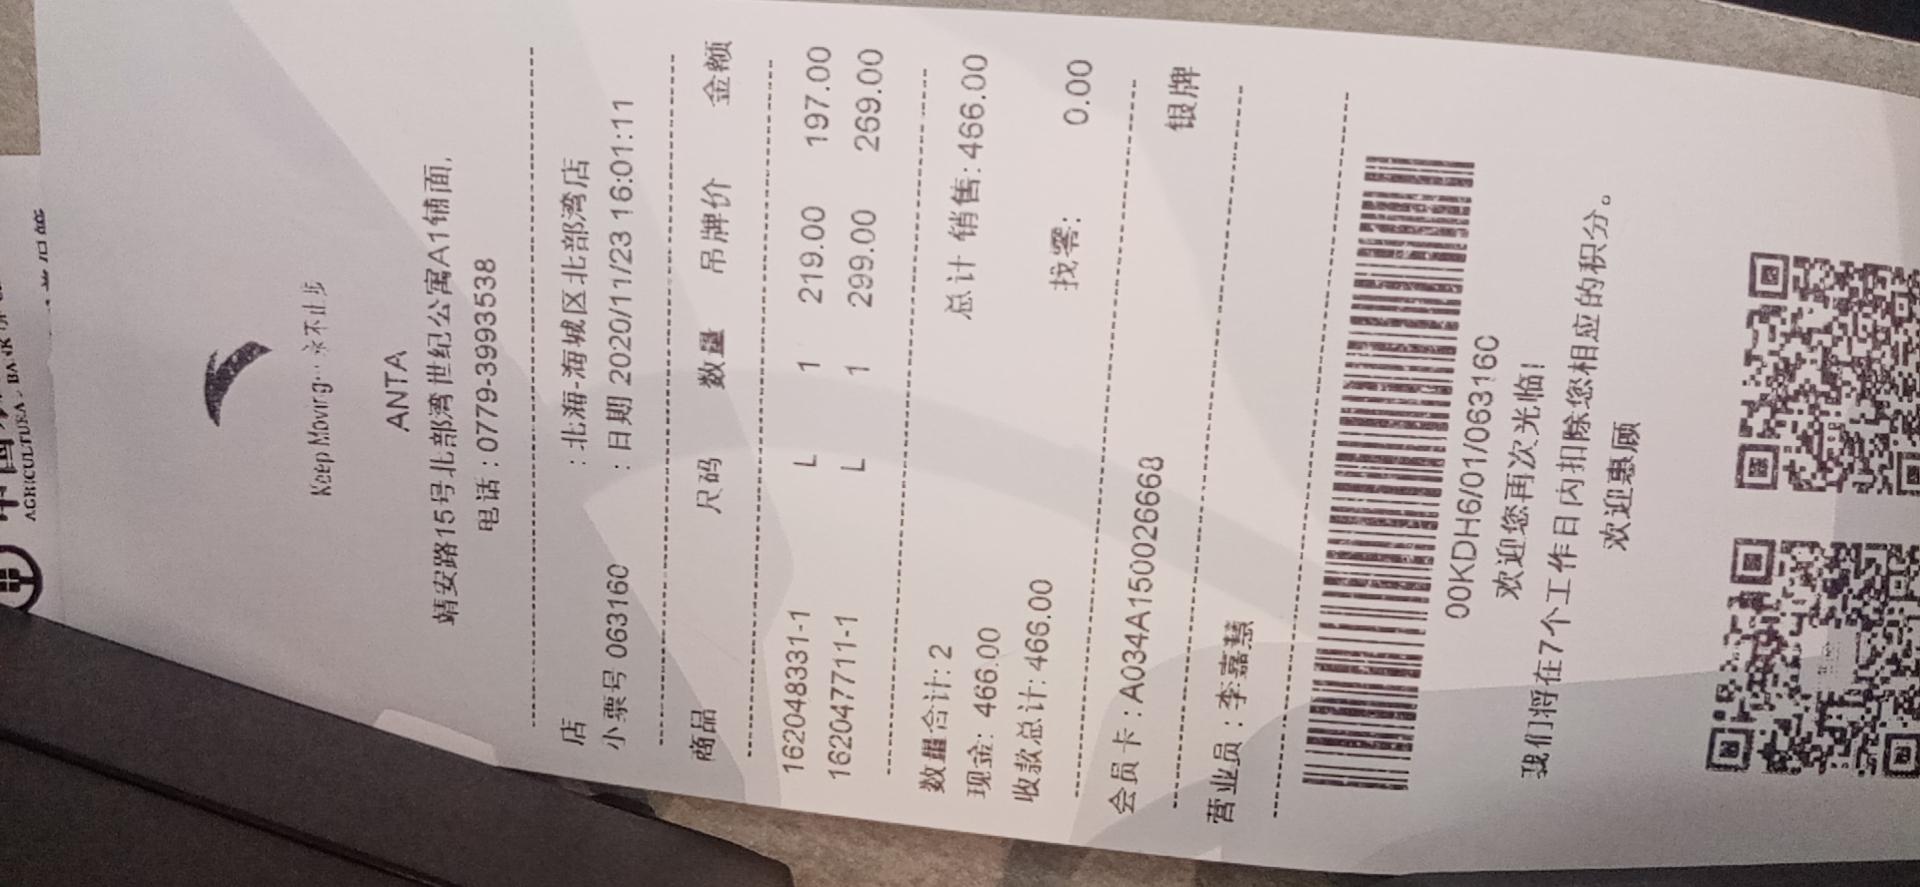 AGRICULTURA
Keep Moving…永不止步
ANTA
靖安路15号北部湾世纪公寓A1铺面,
电话:0779-3993538
店 :北海-海城区北部湾店
小票号 063160 :日期 2020/11/23 16:01:11
商品 尺码 数量 吊牌价 金额
162048331-1 L 1 219.00 197.00
162047711-1 L 1 299.00 269.00
数量合计: 2 总计 销售: 466.00
现金: 466.00
收款总计: 466.00 找零: 0.00
会员卡:A034A1500266​68 银牌
营业员:李嘉慧
00KDH6/01/063160
欢迎您再次光临!
我们将在7个工作日内扣除您相应的积分。
欢迎惠顾